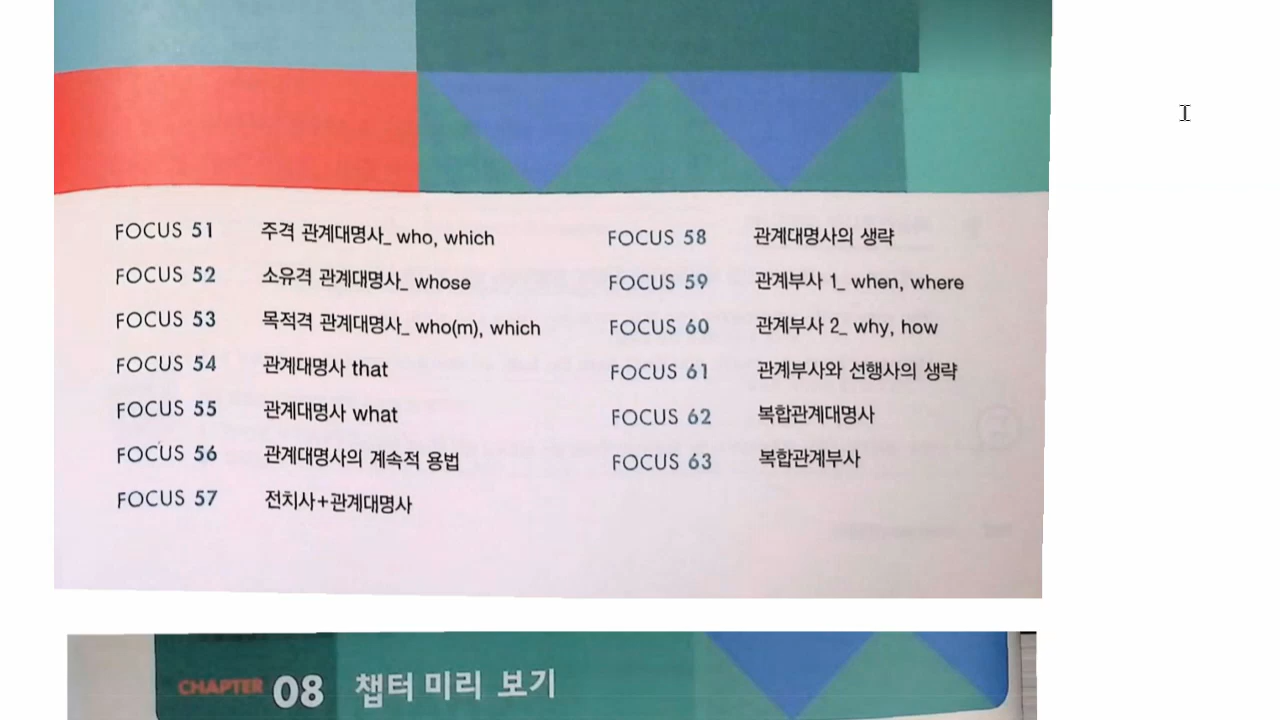 FOCUS 51 주격 관계대명사_ who, which
FOCUS 52 소유격 관계대명사_ whose
FOCUS 53 목적격 관계대명사_ who(m), which
FOCUS 54 관계대명사 that
FOCUS 55 관계대명사 what
FOCUS 56 관계대명사의 계속적 용법
FOCUS 57 전치사+관계대명사
FOCUS 58 관계대명사의 생략
FOCUS 59 관계부사 1_ when, where
FOCUS 60 관계부사 2_ why, how
FOCUS 61 관계부사와 선행사의 생략
FOCUS 62 복합관계대명사
FOCUS 63 복합관계부사
CHAPTER 08 챕터 미리 보기